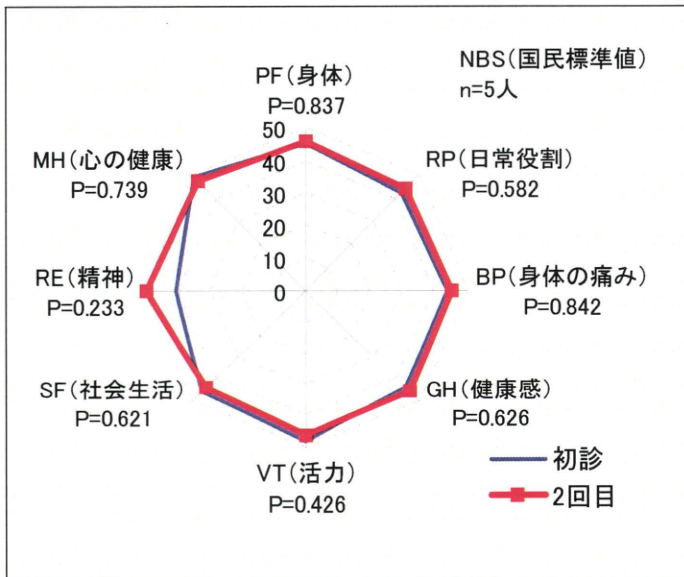 NBS(国民標準値)
n=5人
PF(身体)
P=0.837
MH(心の健康)
P=0.739
RP(日常役割)
P=0.582
50
40
30
20
10
0
RE(精神)
P=0.233
BP(身体の痛み)
P=0.842
SF(社会生活)
P=0.621
GH(健康感)
P=0.626
VT(活力)
P=0.426
初診
2回目